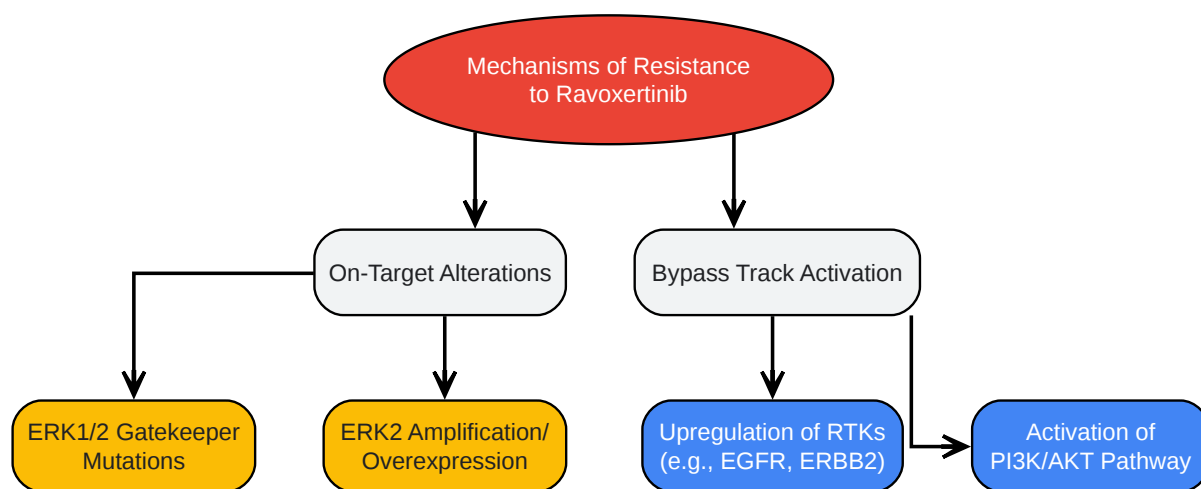 Mechanisms of Resistance
to Ravoxertinib
On-Target Alterations
Bypass Track Activation
ERK1/2 Gatekeeper
Mutations
ERK2 Amplification/
Overexpression
Upregulation of RTKs
(e.g., EGFR, ERBB2)
Activation of
PI3K/AKT Pathway